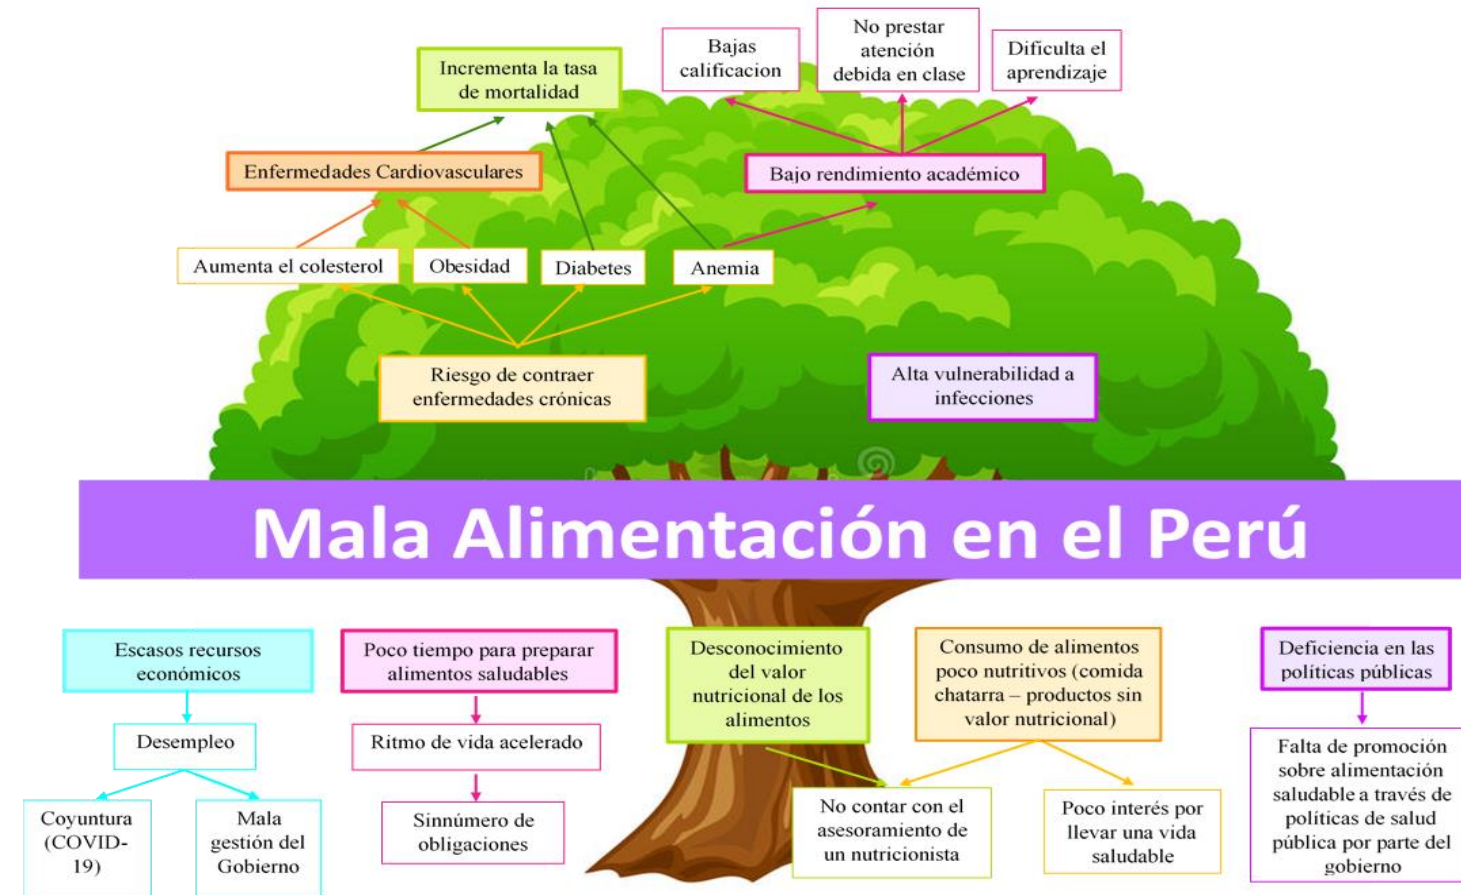 Incrementa la tasa
de mortalidad
Bajas
calificacion
No prestar
atención
debida en clase
Dificulta el
aprendizaje
Enfermedades Cardiovasculares
Bajo rendimiento académico
Aumenta el colesterol
Obesidad
Diabetes
Anemia
Riesgo de contraer
enfermedades crónicas
Alta vulnerabilidad a
infecciones
Mala Alimentación en el Perú
Escasos recursos
económicos
Poco tiempo para preparar
alimentos saludables
Desconocimiento
del valor
nutricional de los
alimentos
Consumo de alimentos
poco nutritivos (comida
chatarra – productos sin
valor nutricional)
Deficiencia en las
políticas públicas
Desempleo
Ritmo de vida acelerado
Coyuntura
(COVID-
19)
Mala
gestión del
Gobierno
Sinnúmero de
obligaciones
No contar con el
asesoramiento de
un nutricionista
Poco interés por
llevar una vida
saludable
Falta de promoción
sobre alimentación
saludable a través de
políticas de salud
pública por parte del
gobierno